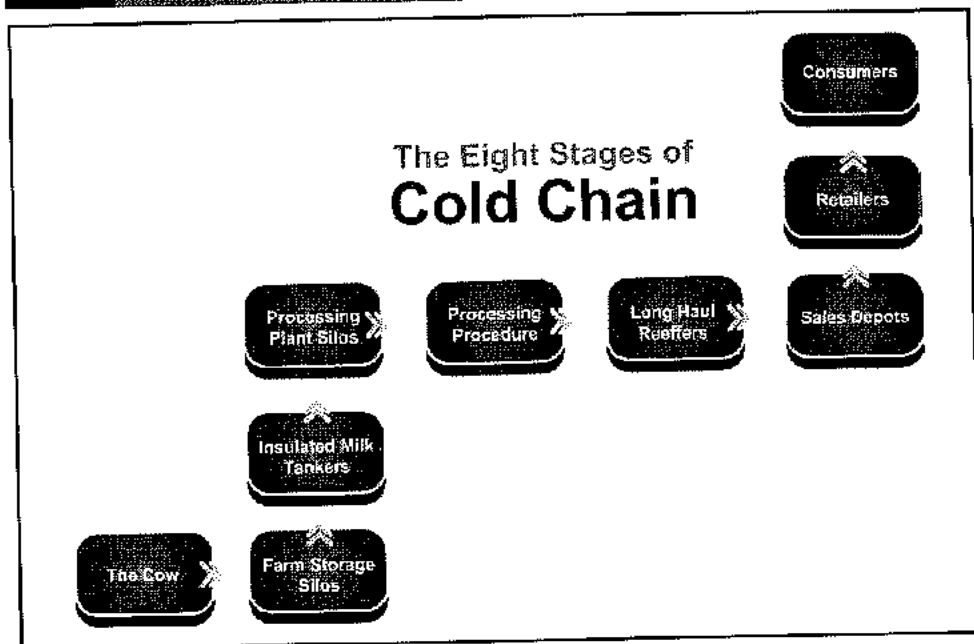 The Eight Stages of
Cold Chain
Consumers
Retailers
Processing
Plant Silos
Processing
Procedure
Long Haul
Reeffers
Sales Depots
Insulated Milk
Tankers
The Cow
Farm Storage
Silos